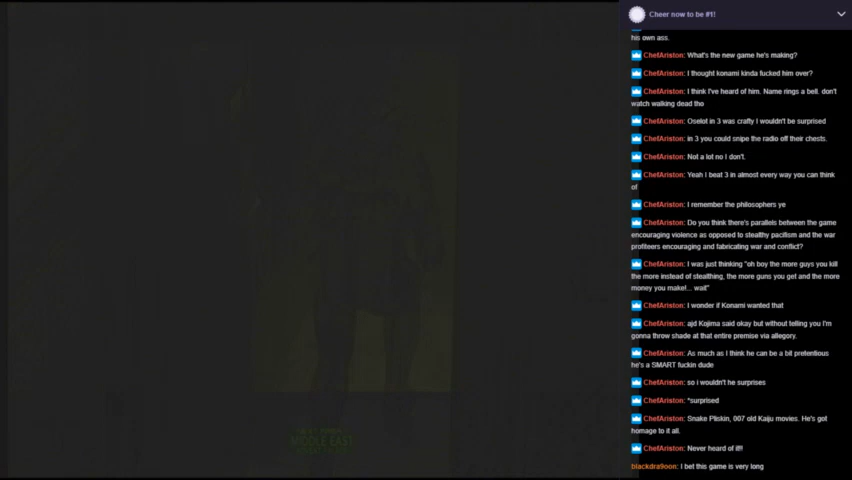 Cheer now to be #1!
his own ass.
ChefAriston: What's the new game he's making?
ChefAriston: I thought konami kinda fucked him over?
ChefAriston: I think I've heard of him. Name rings a bell. don't
watch walking dead tho
ChefAriston: Oselot in 3 was crafty I wouldn't be surprised
ChefAriston: in 3 you could snipe the radio off their chests.
ChefAriston: Not a lot no I don't.
ChefAriston: Yeah I beat 3 in almost every way you can think
of
ChefAriston: I remember the philosophers ye
ChefAriston: Do you think there's parallels between the game
encouraging violence as opposed to stealthy pacifism and the war
profiteers encouraging and fabricating war and conflict?
ChefAriston: I was just thinking "oh boy the more guys you kill
the more instead of stealthing, the more guns you get and the more
money you make!... wait"
ChefAriston: I wonder if Konami wanted that
ChefAriston: ajd Kojima said okay but without telling you I'm
gonna throw shade at that entire premise via allegory.
ChefAriston: As much as I think he can be a bit pretentious
he's a SMART fuckin dude
ChefAriston: so i wouldn't he surprises
ChefAriston: *surprised
ChefAriston: Snake Pliskin, 007 old Kaiju movies. He's got
homage to it all.
ChefAriston: Never heard of it!!
blackdra9oon: I bet this game is very long
MIDDLE EAST